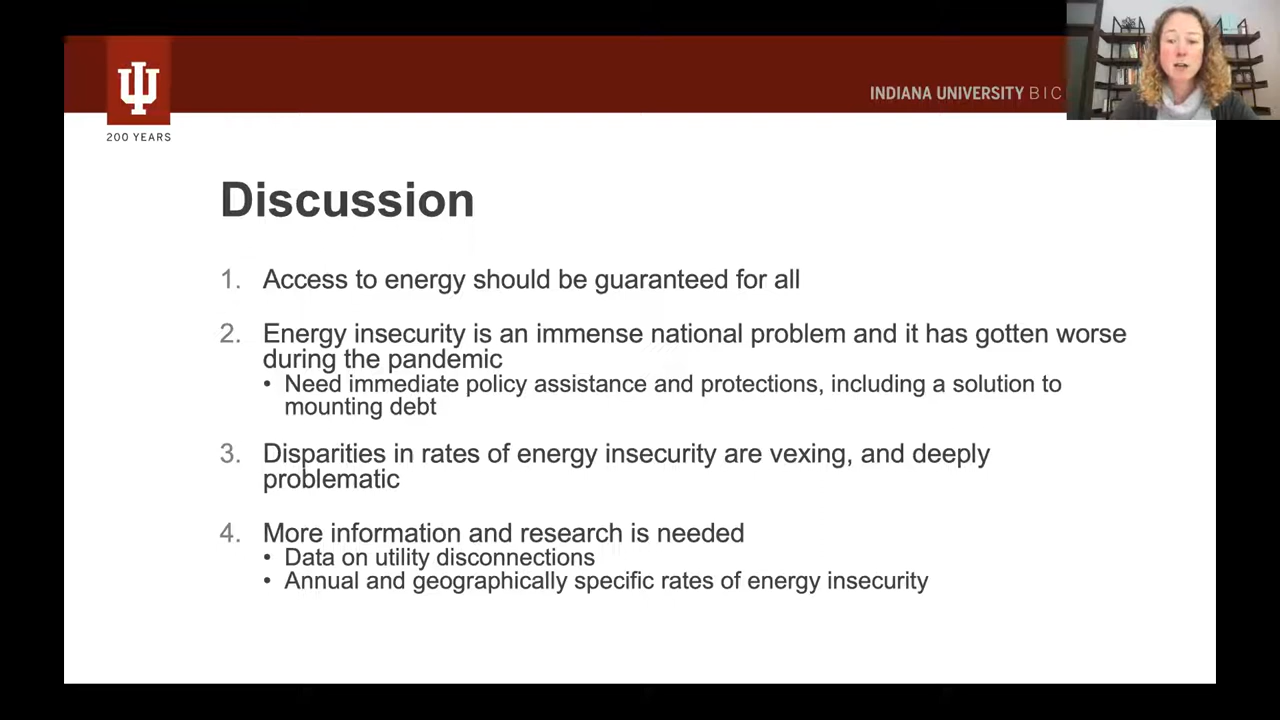 INDIANA UNIVERSITY BIC
200 YEARS
Discussion
1. Access to energy should be guaranteed for all
2. Energy insecurity is an immense national problem and it has gotten worse
during the pandemic
• Need immediate policy assistance and protections, including a solution to
mounting debt
3. Disparities in rates of energy insecurity are vexing, and deeply
problematic
4. More information and research is needed
• Data on utility disconnections
• Annual and geographically specific rates of energy insecurity